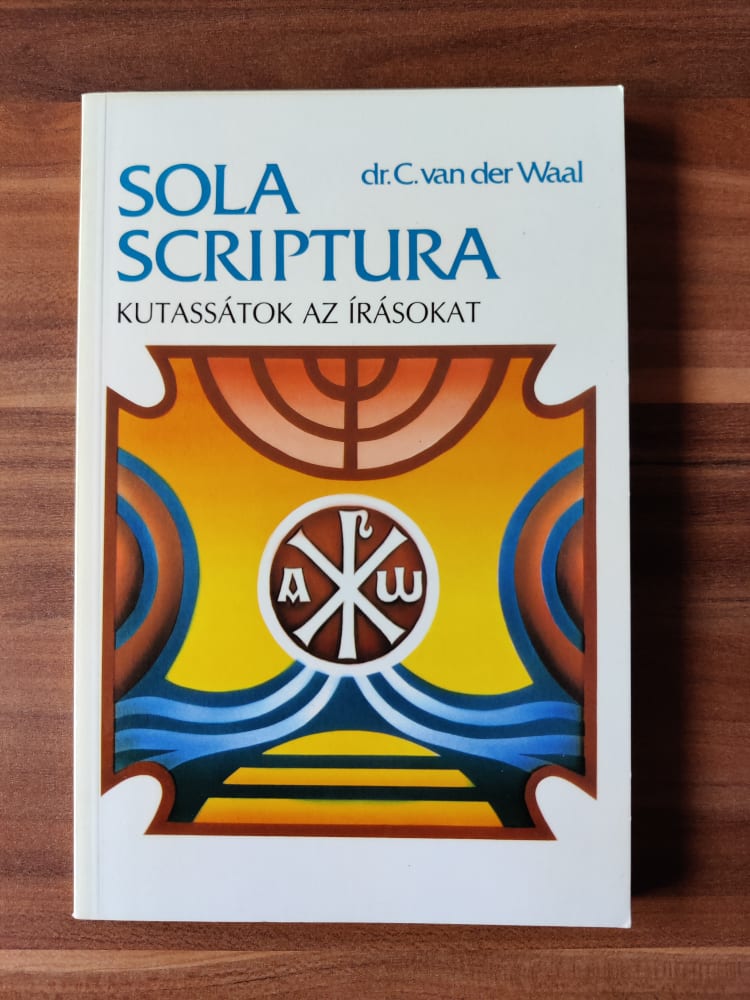 SOLA
SCRIPTURA
dr. C. van der Waal
KUTASSÁTOK AZ ÍRÁSOKAT
A
ω